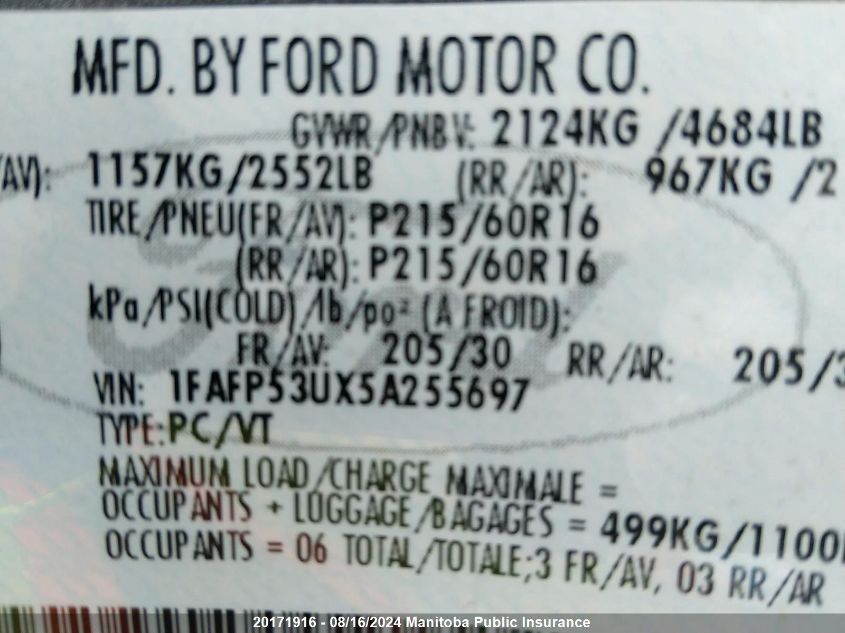 MFD. BY FORD MOTOR CO.
GVWR/PNBV: 2124KG /4684LB
/AV): 1157KG/2552LB (RR/AR): 967KG /2
TIRE/PNEU(FR/AV): P215/60R16
(RR/AR): P215/60R16
kPa/PSI(COLD)/lb/po² (A FROID):
FR/AV: 205/30 RR/AR: 205/3
VIN: 1FAFP53UX5A255697
TYPE:PC/VT
MAXIMUM LOAD/CHARGE MAXIMALE =
OCCUPANTS + LUGGAGE/BAGAGES = 499KG/1100
OCCUPANTS = 06 TOTAL/TOTALE;3 FR/AV, 03 RR/AR
20171916 - 08/16/2024 Manitoba Public Insurance